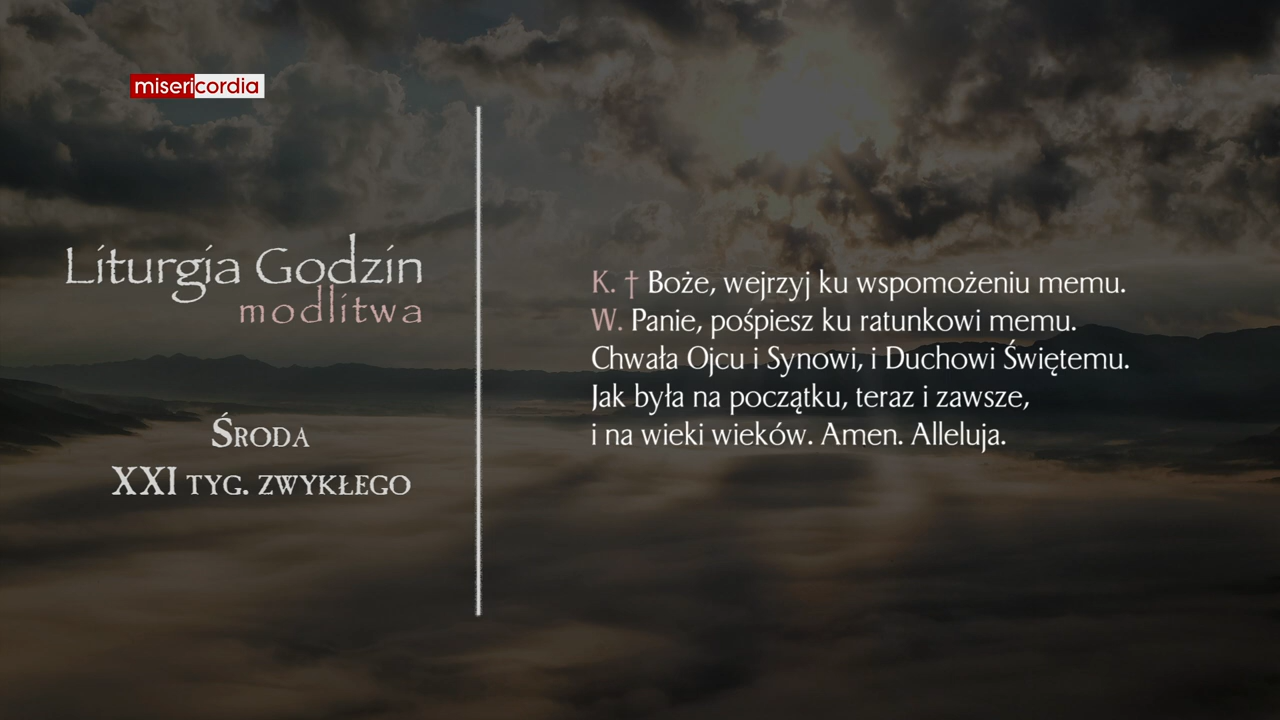 misericordia
Liturgia Godzin
modlitwa
Środa
XXI tyg. zwykłego
K. † Boże, wejrzyj ku wspomożeniu memu.
W. Panie, pośpiesz ku ratunkowi memu.
Chwała Ojcu i Synowi, i Duchowi Świętemu.
Jak była na początku, teraz i zawsze,
i na wieki wieków. Amen. Alleluja.